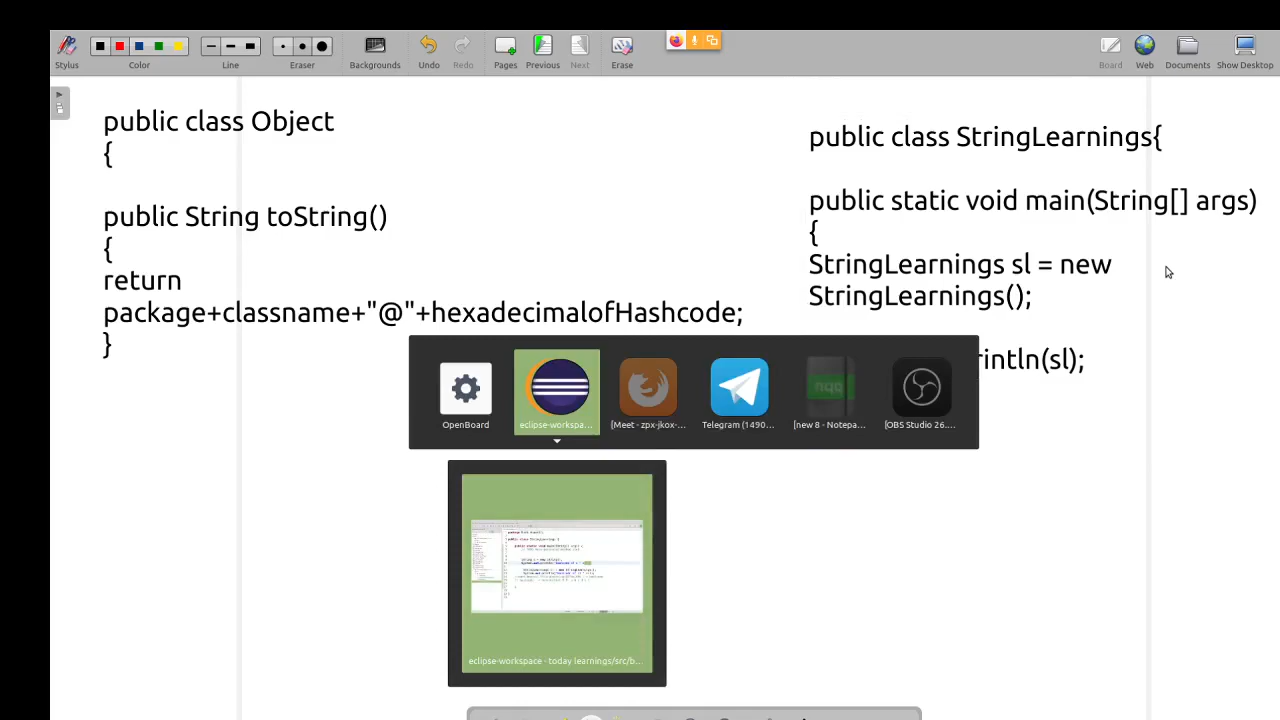 Stylus
Color
Line
Eraser
Backgrounds
Undo
Redo
Pages
Previous
Next
Erase
Board
Web
Documents
Show Desktop
public class Object
{
public String toString()
{
return
package+classname+"@"+hexadecimalofHashcode;
}
public class StringLearnings{
public static void main(String[] args)
{
StringLearnings sl = new
StringLearnings();
rintln(sl);
OpenBoard
eclipse-workspa...
[Meet - zpx-jkox-...
Telegram (1490...
[new 8 - Notepa...
[OBS Studio 26....
eclipse-workspace - today learnings/src/b...